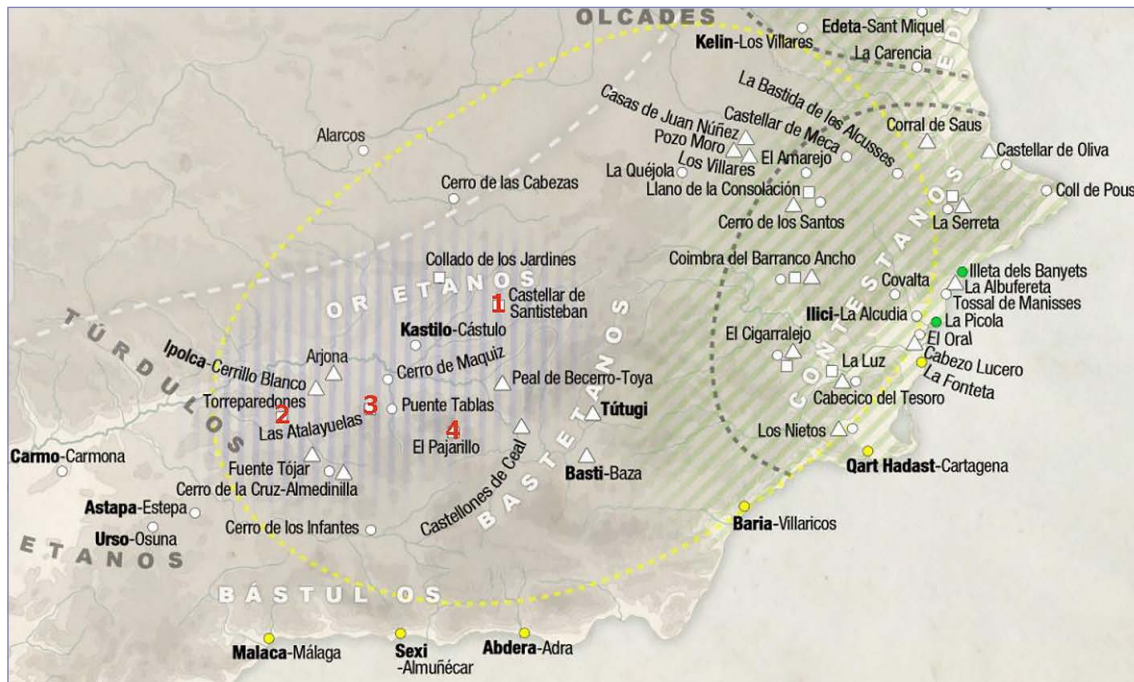 OLCADES
Edeta-Sant Miquel
ED
Kelin-Los Villares
La Carencia
La Bastida de les Alcusses
Casas de Juan Núñez
Castellar de Meca
Corral de Saus
Alarcos
Pozo Moro
Castellar de Oliva
Los Villares
El Amarejo
La Quéjola
Cerro de las Cabezas
Llano de la Consolación
Coll de Pous
Cerro de los Santos
La Serreta
CONTESTANOS
Collado de los Jardines
Coimbra del Barranco Ancho
Covalta
Illeta dels Banyets
La Albufereta
ORETANOS
1
Castellar de
Santisteban
Tossal de Manisses
Ilici-La Alcudia
La Picola
TÚRDULOS
Kastilo-Cástulo
El Cigarralejo
El Oral
Cabezo Lucero
La Fonteta
Ipolca-Cerrillo Blanco
Arjona
Cerro de Maquiz
La Luz
Peal de Becerro-Toya
Cabecico del Tesoro
Torreparedones
2
3
Puente Tablas
Tútugi
Las Atalayuelas
4
El Pajarillo
Los Nietos
BASTETANOS
Carmo-Carmona
Fuente Tójar
Castellones de Ceal
Basti-Baza
Qart Hadast-Cartagena
Cerro de la Cruz-Almedinilla
Astapa-Estepa
Cerro de los Infantes
Baria-Villaricos
Urso-Osuna
ETANOS
BÁSTULOS
Malaca-Málaga
Sexi
-Almuñécar
Abdera-Adra